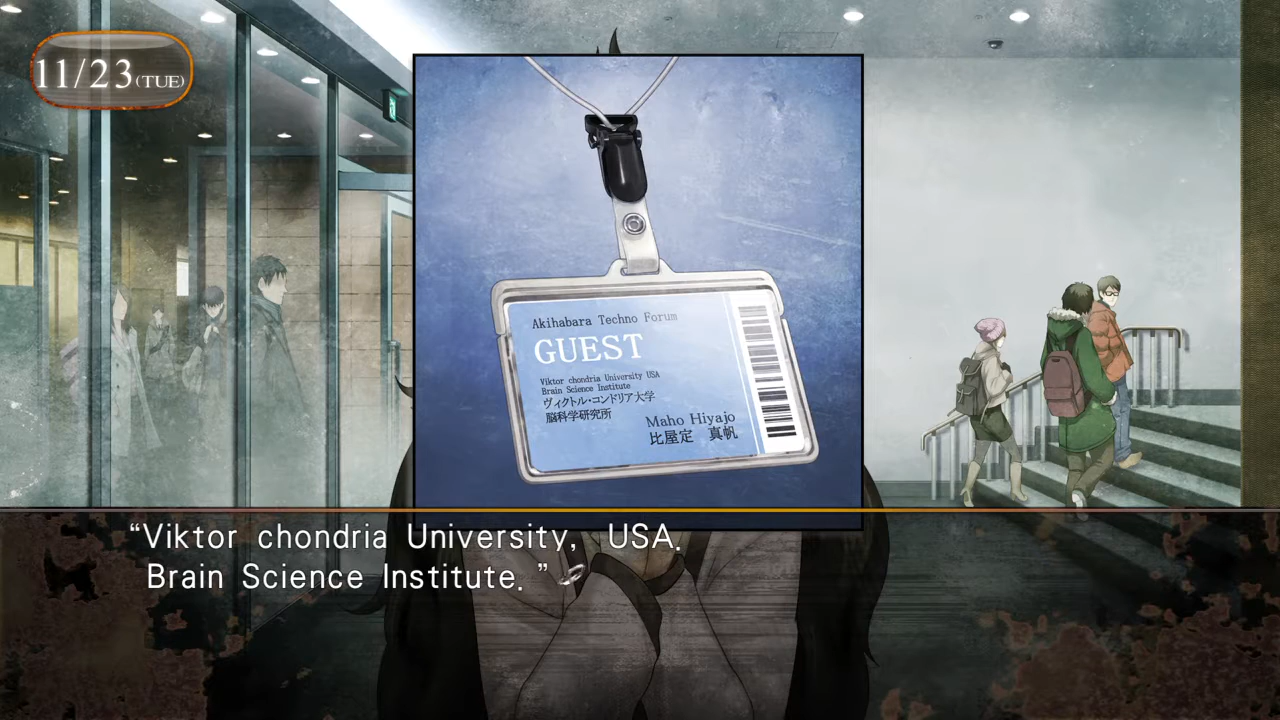 11/23(TUE)
Akihabara Techno Forum
GUEST
Viktor chondria University USA
Brain Science Institute
ヴィクトル・コンドリア大学
脳科学研究所
Maho Hiyajo
比屋定 真帆
“Viktor chondria University, USA.
Brain Science Institute.”